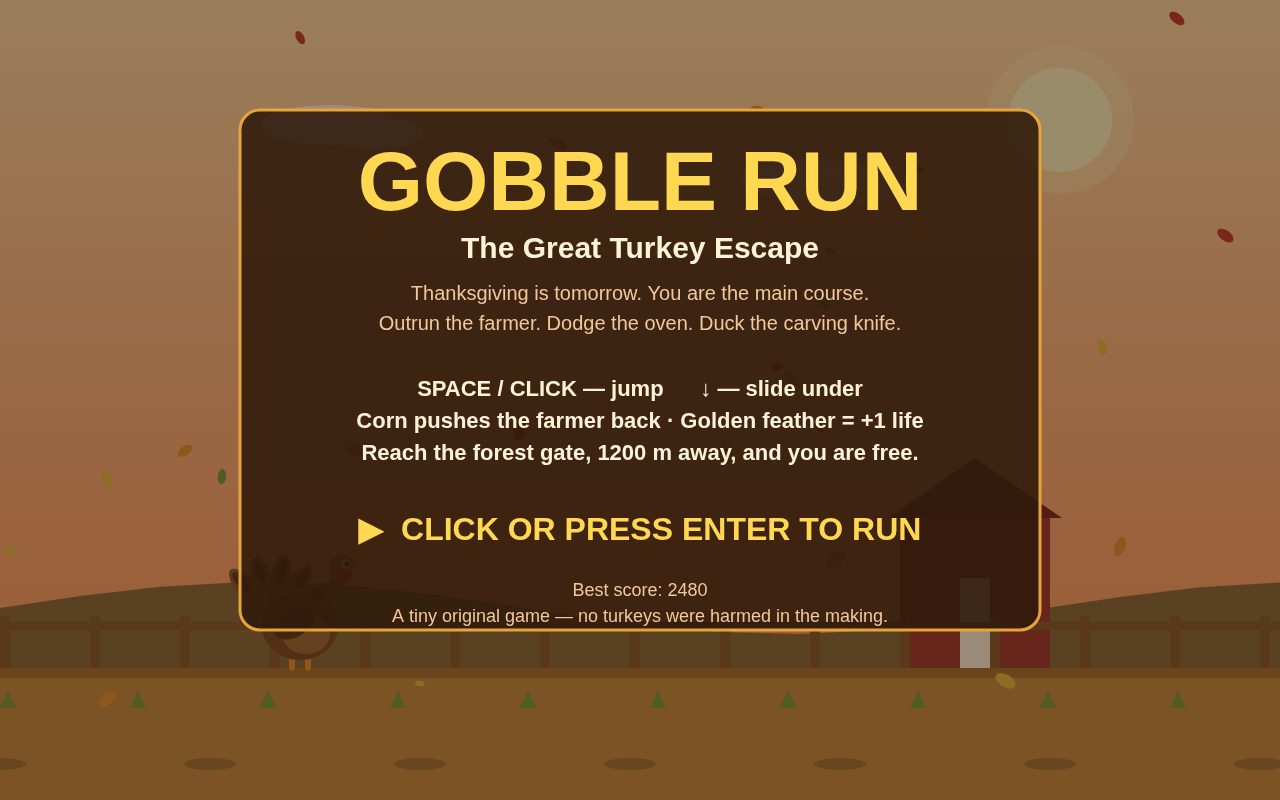 GOBBLE RUN
The Great Turkey Escape
Thanksgiving is tomorrow. You are the main course.
Outrun the farmer. Dodge the oven. Duck the carving knife.
SPACE / CLICK — jump ↓ — slide under
Corn pushes the farmer back · Golden feather = +1 life
Reach the forest gate, 1200 m away, and you are free.
▶ CLICK OR PRESS ENTER TO RUN
Best score: 2480
A tiny original game — no turkeys were harmed in the making.